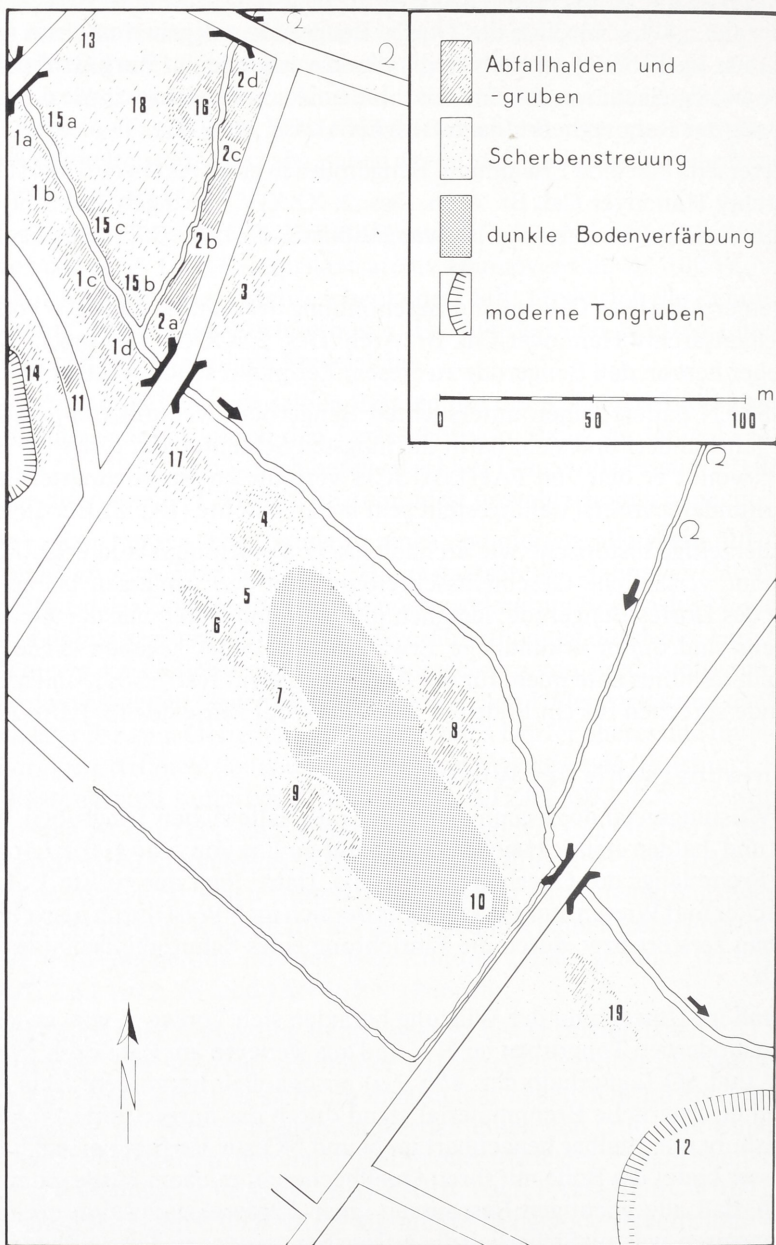 Abfallhalden und
-gruben
Scherbenstreuung
dunkle Bodenverfärbung
moderne Tongruben
m
0 50 100
13
2d
15a 18 16
1a
2c
1b
15c
2b
1c 15b
3
2a
1d
14
11
17
4
5
6
7
8
9
10
19
12
N